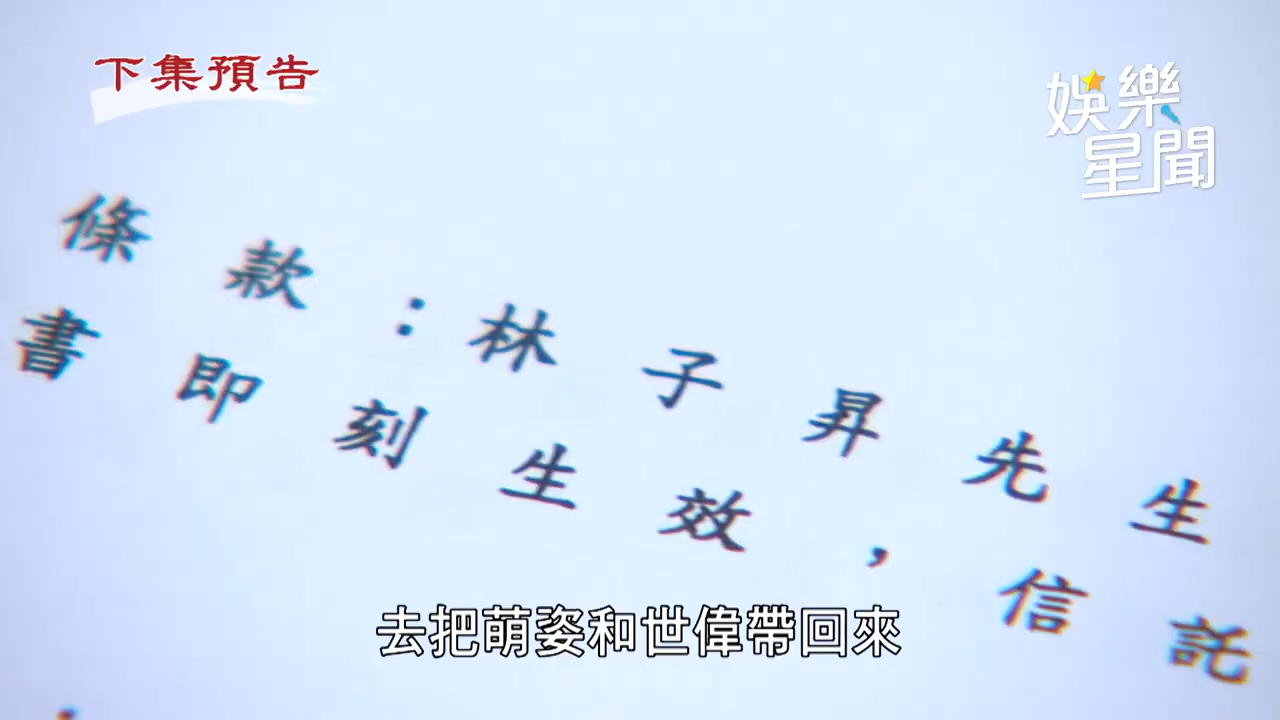 下集預告
娛樂
星聞
條款：林子昇先生
書即刻生效，信託
去把萌姿和世偉帶回來